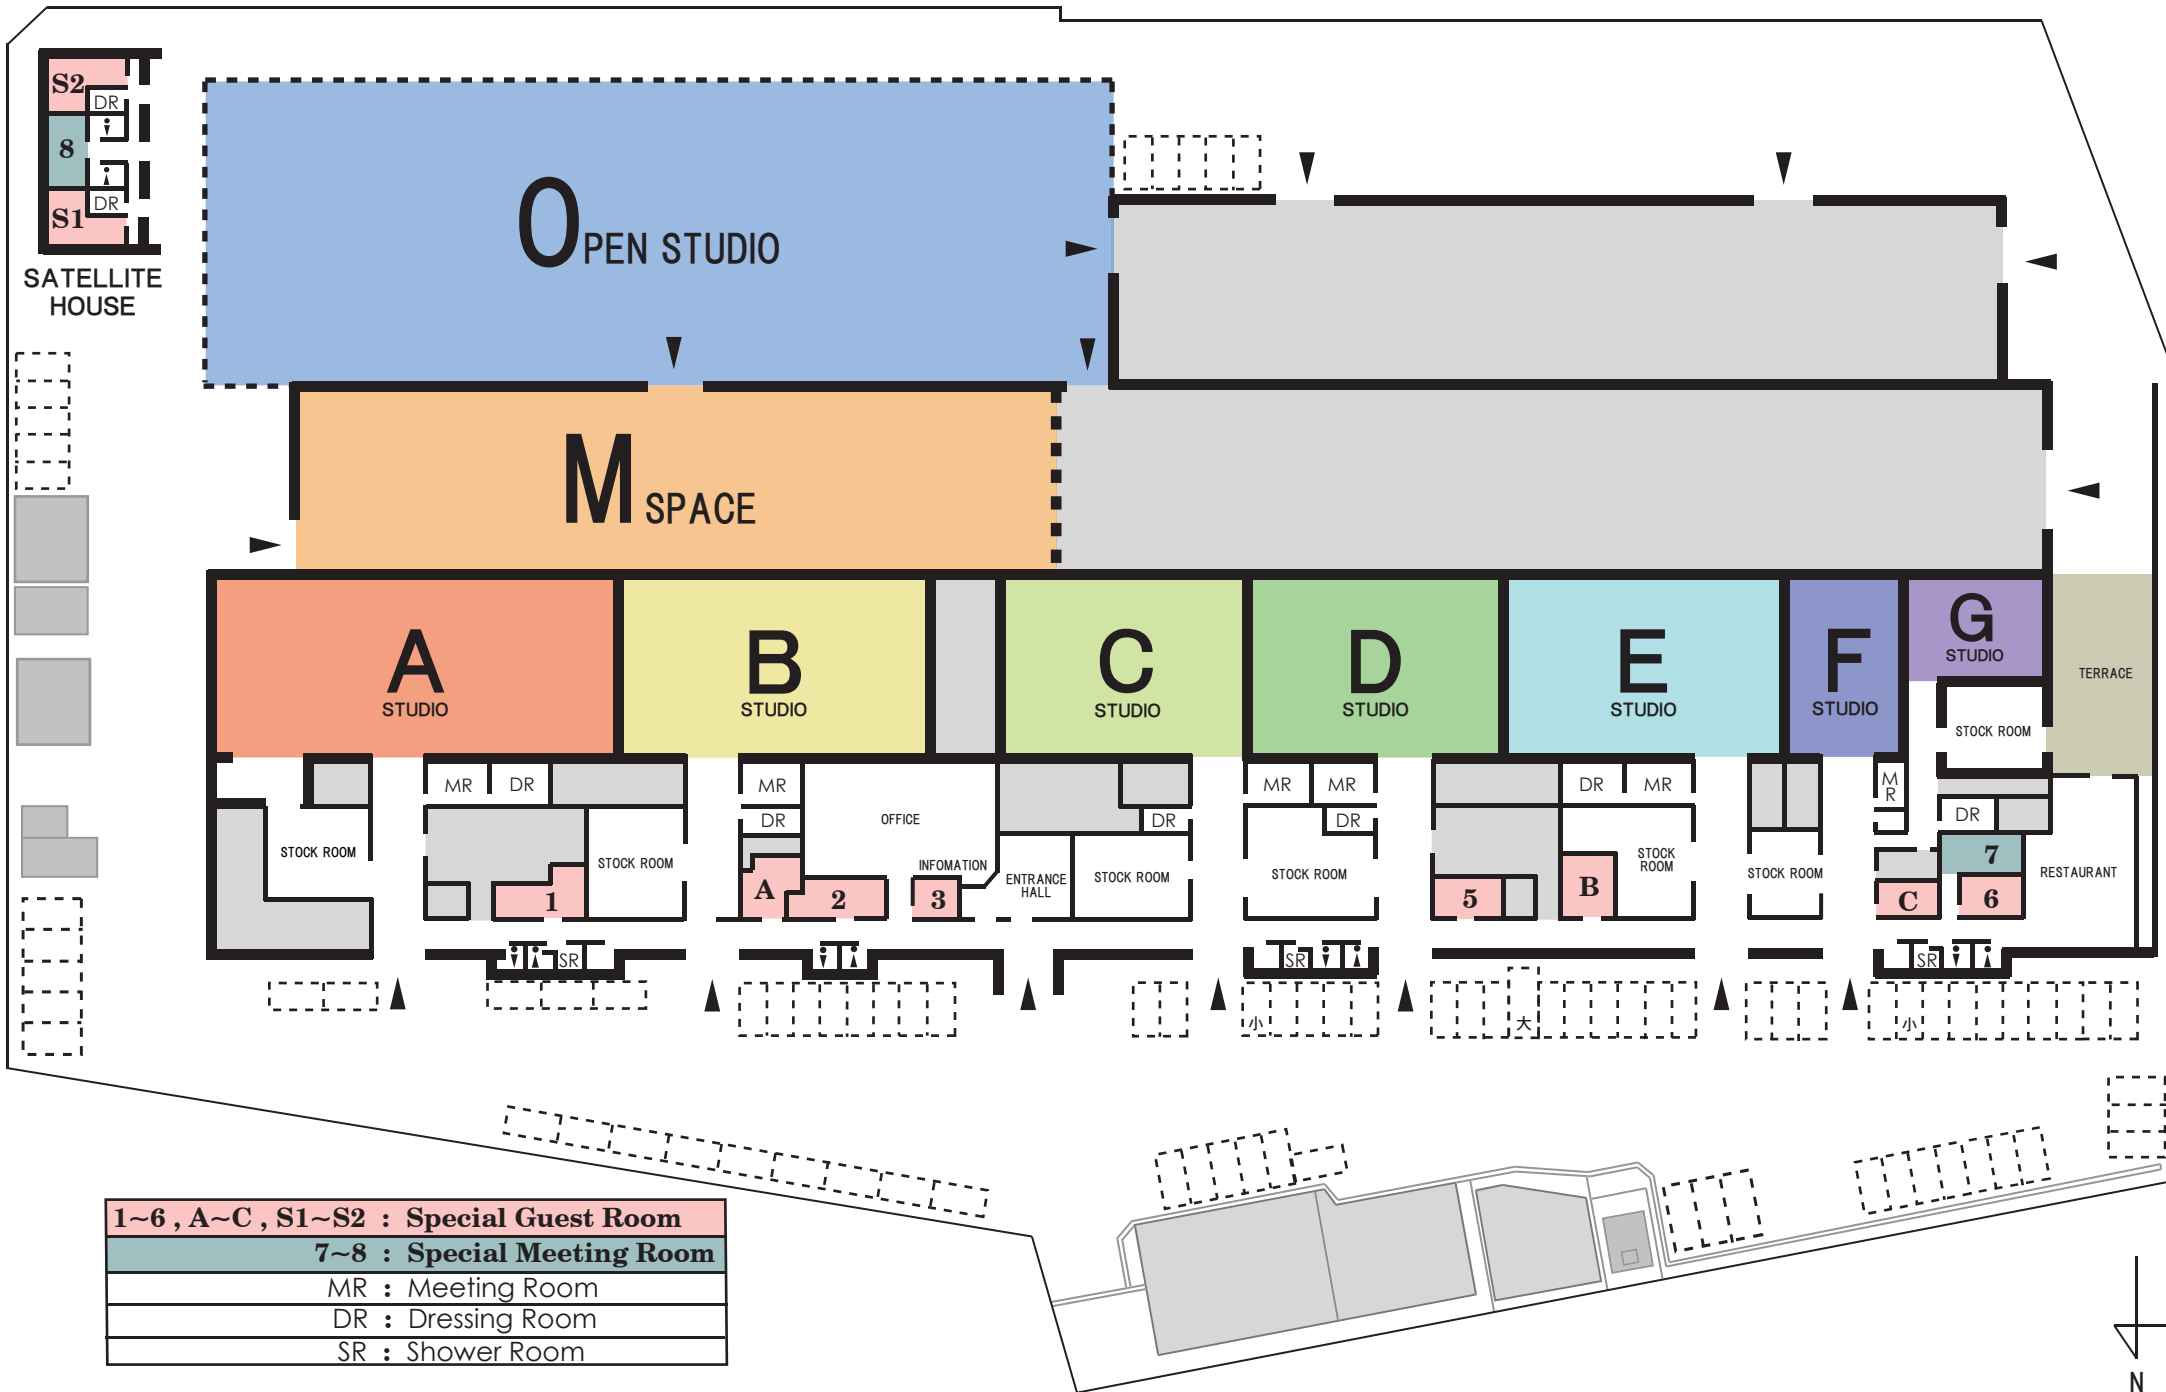 S2
DR
8
DR
S1
SATELLITE
HOUSE
OPEN STUDIO
M SPACE
A
STUDIO
B
STUDIO
C
STUDIO
D
STUDIO
E
STUDIO
F
STUDIO
G
STUDIO
TERRACE
STOCK ROOM
MR
DR
MR
DR
OFFICE
DR
MR
MR
DR
DR
MR
M
R
DR
STOCK ROOM
STOCK ROOM
INFOMATION
ENTRANCE
HALL
STOCK ROOM
STOCK ROOM
STOCK
ROOM
STOCK ROOM
7
RESTAURANT
1
A
2
3
5
B
C
6
SR
SR
SR
小
大
小
1~6 , A~C , S1~S2 : Special Guest Room
7~8 : Special Meeting Room
MR : Meeting Room
DR : Dressing Room
SR : Shower Room
N